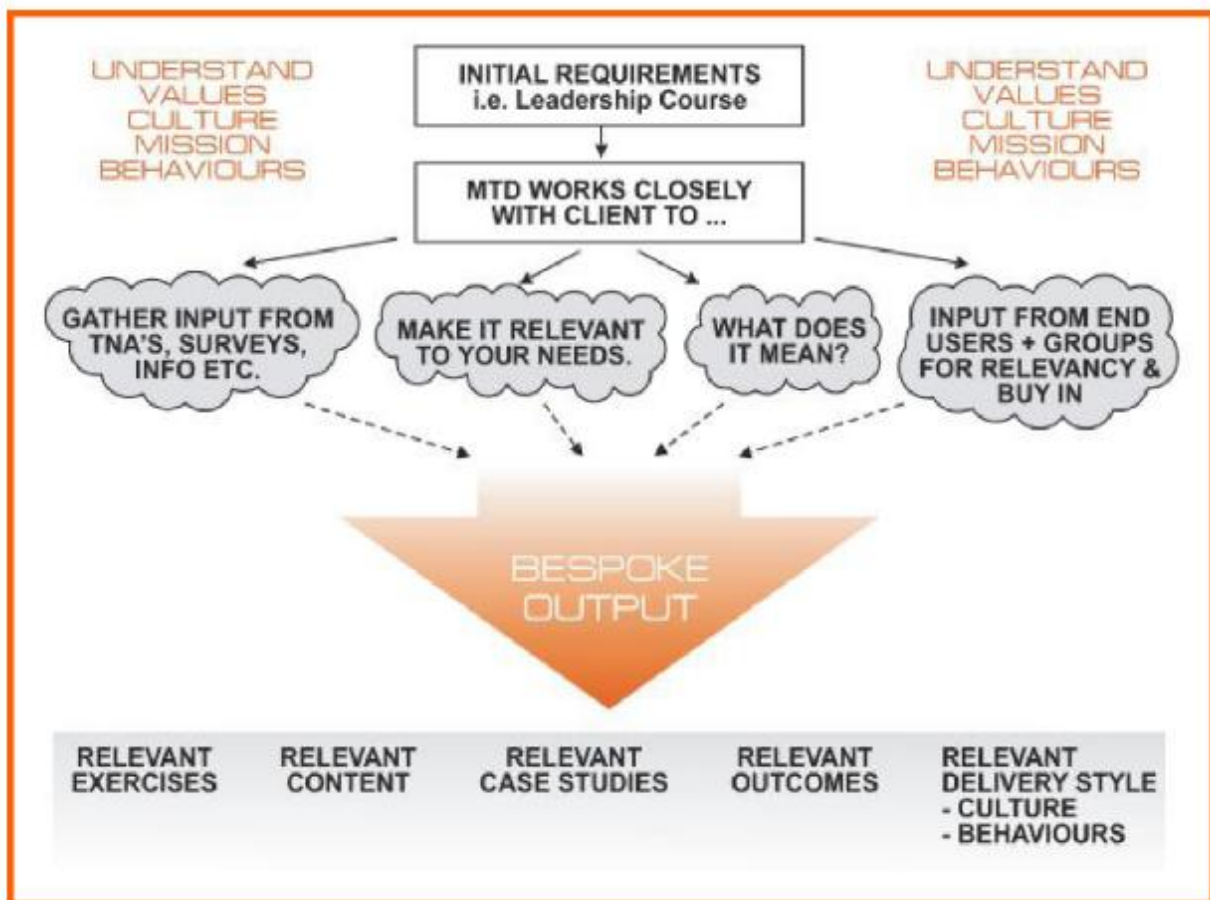 UNDERSTAND
VALUES
CULTURE
MISSION
BEHAVIOURS
INITIAL REQUIREMENTS
i.e. Leadership Course
UNDERSTAND
VALUES
CULTURE
MISSION
BEHAVIOURS
MTD WORKS CLOSELY
WITH CLIENT TO ...
GATHER INPUT FROM
TNA'S, SURVEYS,
INFO ETC.
MAKE IT RELEVANT
TO YOUR NEEDS.
WHAT DOES
IT MEAN?
INPUT FROM END
USERS + GROUPS
FOR RELEVANCY &
BUY IN
BESPOKE
OUTPUT
RELEVANT
EXERCISES
RELEVANT
CONTENT
RELEVANT
CASE STUDIES
RELEVANT
OUTCOMES
RELEVANT
DELIVERY STYLE
- CULTURE
- BEHAVIOURS